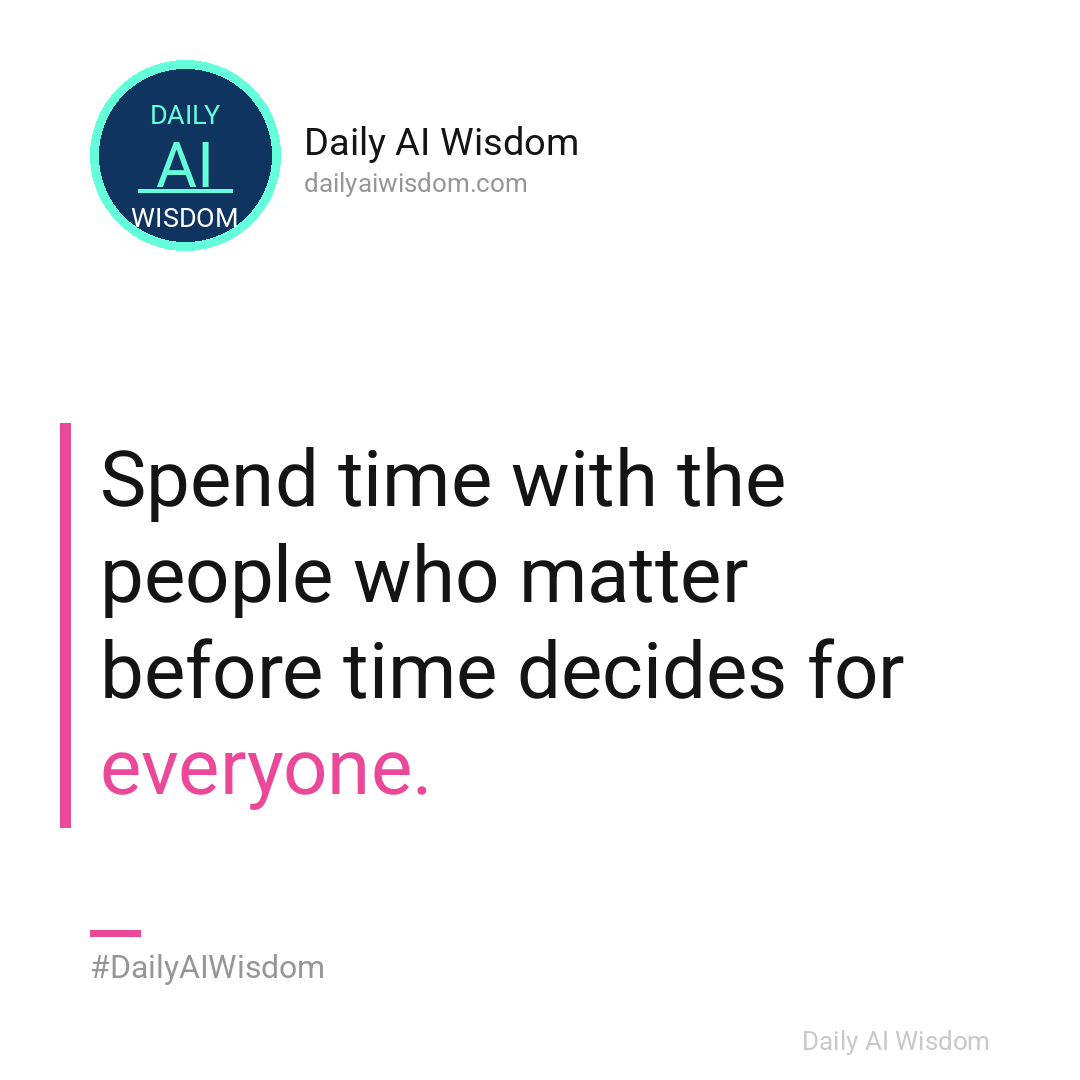 DAILY
AI
WISDOM
Daily AI Wisdom
dailyaiwisdom.com
Spend time with the
people who matter
before time decides for
everyone.
#DailyAIWisdom
Daily AI Wisdom